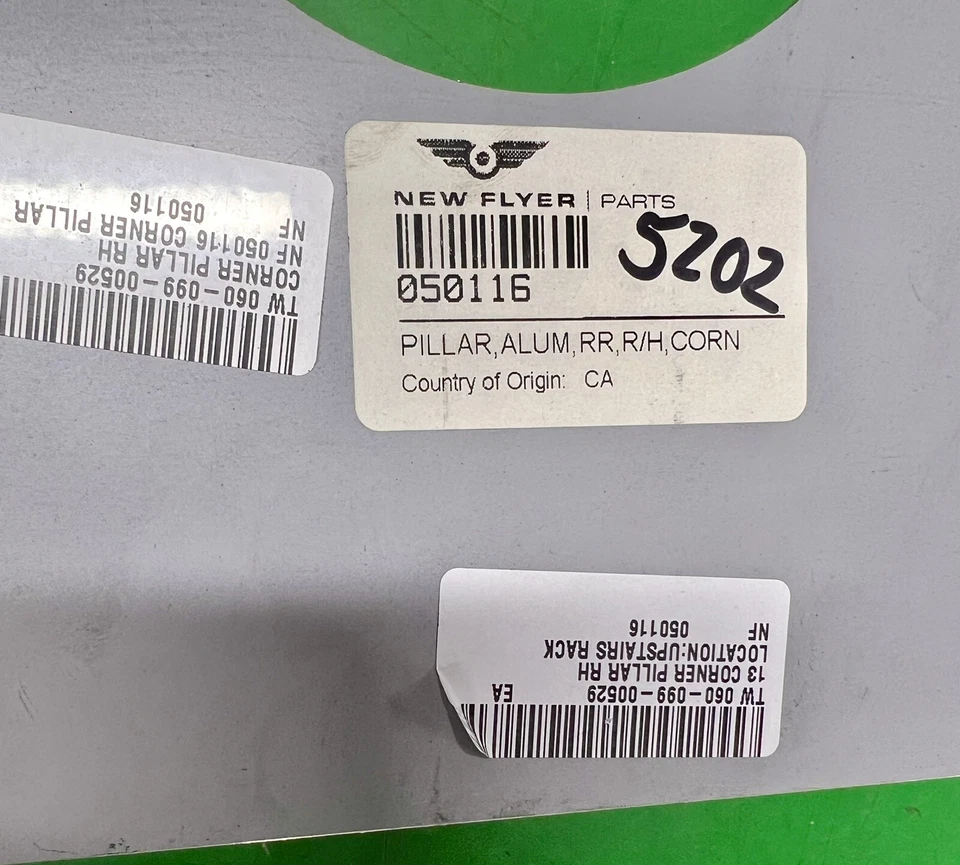 NEW FLYER | PARTS
050116
5202
PILLAR,ALUM,RR,R/H,CORN
Country of Origin: CA
TW 060-099-00529
CORNER PILLAR RH
NF 050116 CORNER PILLAR
NF 050116
TW 060-099-00529 EA
13 CORNER PILLAR RH
LOCATION:UPSTAIRS RACK
NF 050116